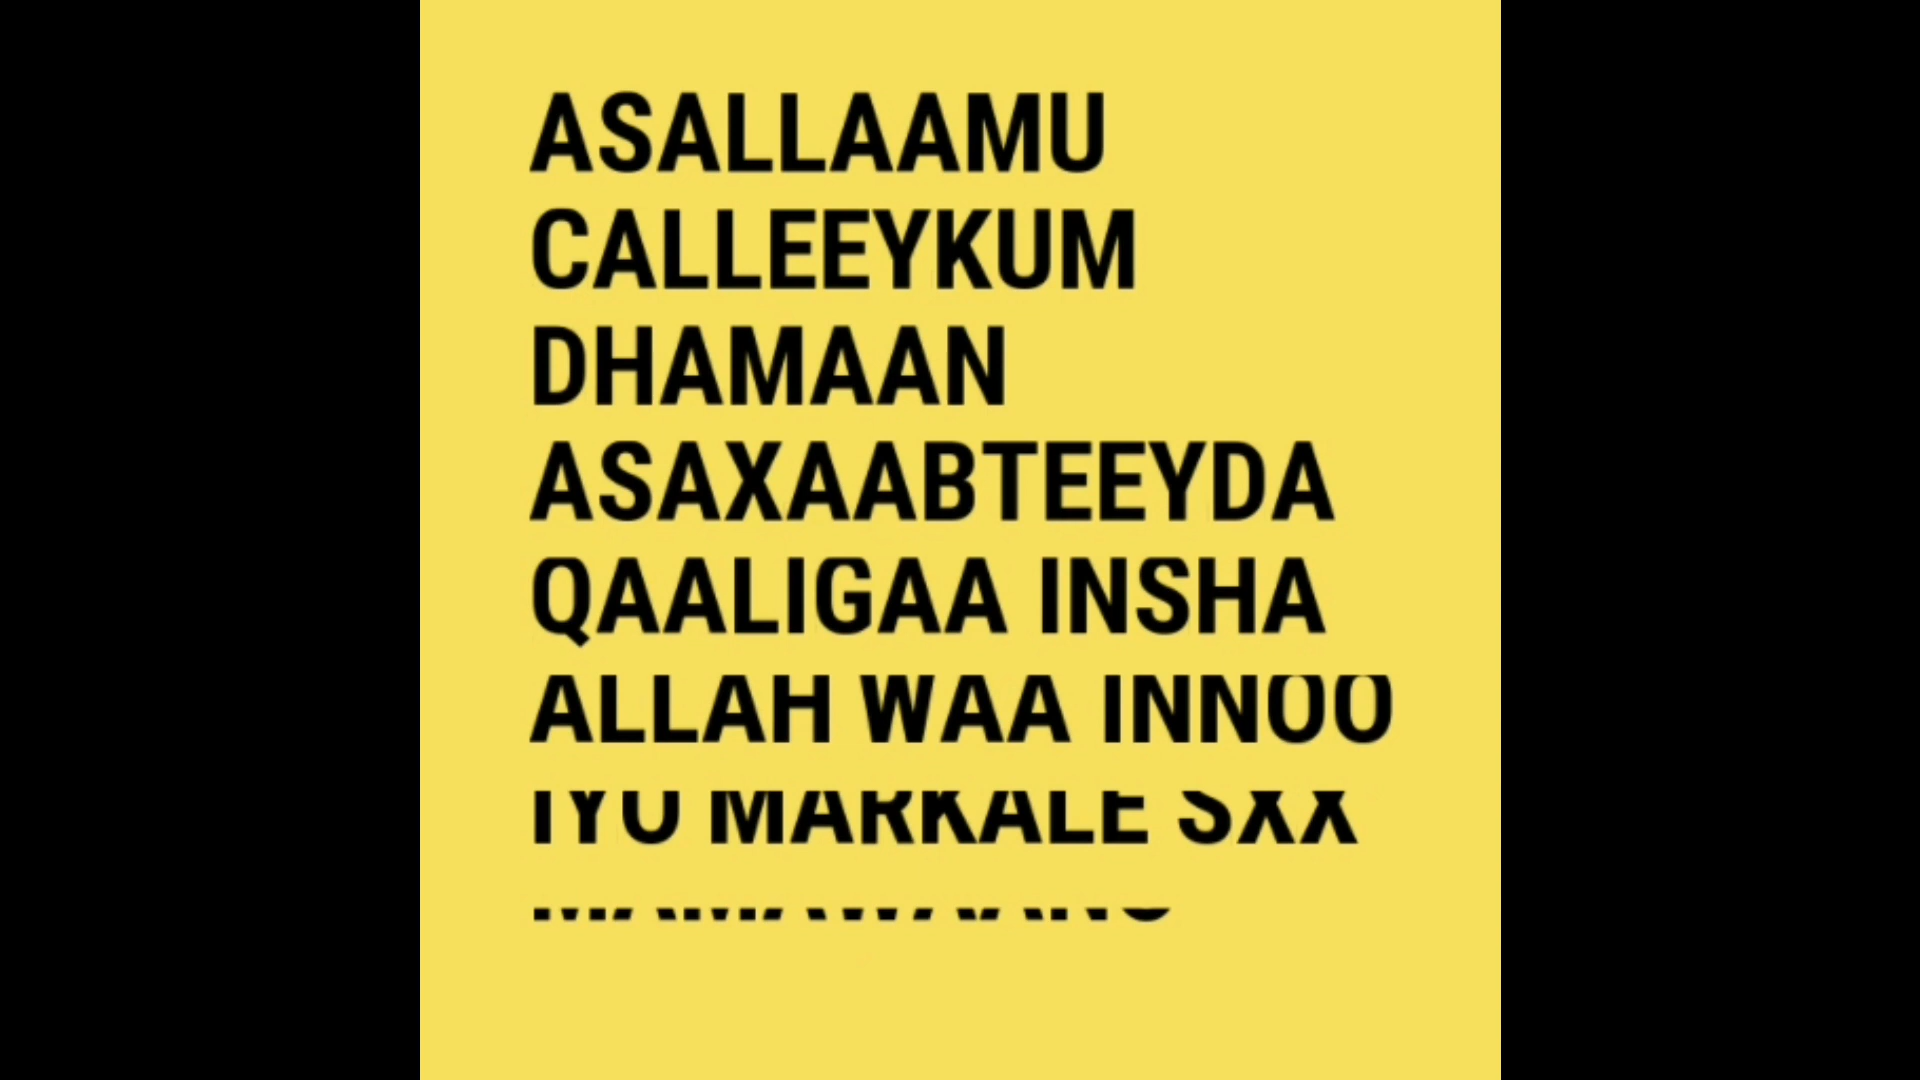 ASALLAAMU
CALLEEYKUM
DHAMAAN
ASAXAABTEEYDA
QAALIGAA INSHA
ALLAH WAA INNOO
IYO MARKALE SXX